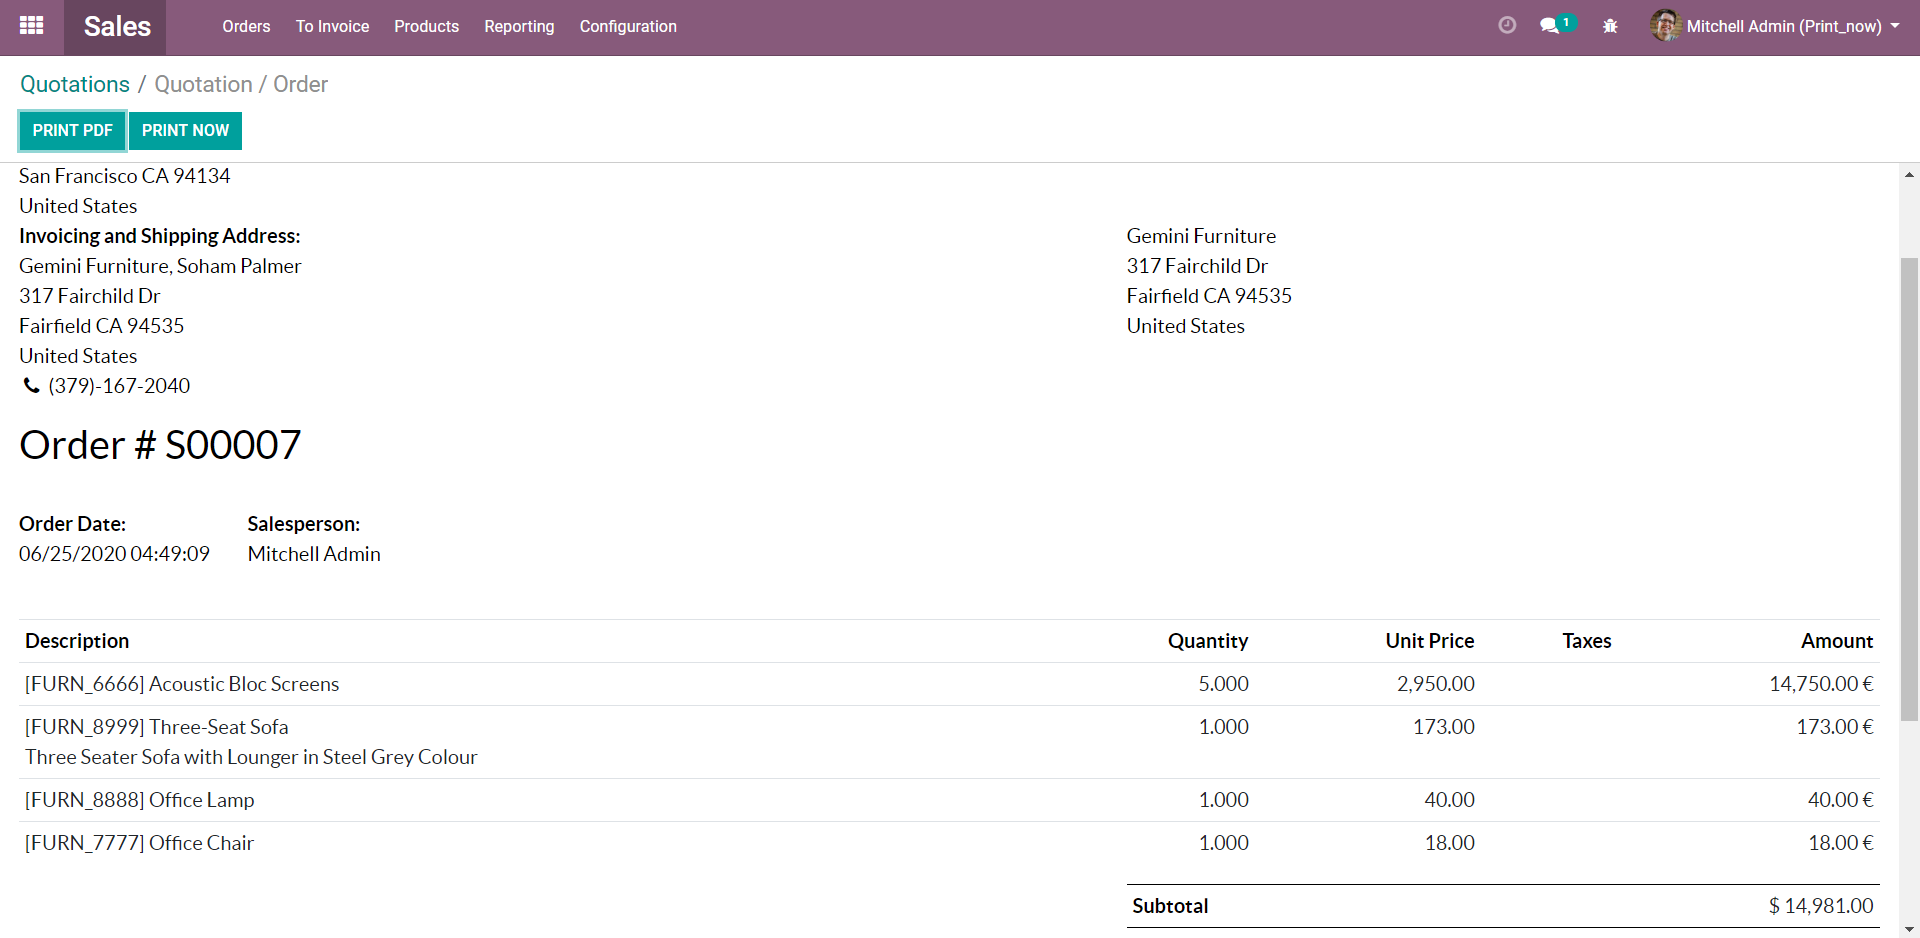 Sales Orders To Invoice Products Reporting Configuration 1 Mitchell Admin (Print_now)
Quotations / Quotation / Order
PRINT PDF PRINT NOW
San Francisco CA 94134
United States
Invoicing and Shipping Address: Gemini Furniture
Gemini Furniture, Soham Palmer 317 Fairchild Dr
317 Fairchild Dr Fairfield CA 94535
Fairfield CA 94535 United States
United States
(379)-167-2040
Order # S00007
Order Date: Salesperson:
06/25/2020 04:49:09 Mitchell Admin
Description Quantity Unit Price Taxes Amount
[FURN_6666] Acoustic Bloc Screens 5.000 2,950.00 14,750.00 €
[FURN_8999] Three-Seat Sofa 1.000 173.00 173.00 €
Three Seater Sofa with Lounger in Steel Grey Colour
[FURN_8888] Office Lamp 1.000 40.00 40.00 €
[FURN_7777] Office Chair 1.000 18.00 18.00 €
Subtotal $ 14,981.00